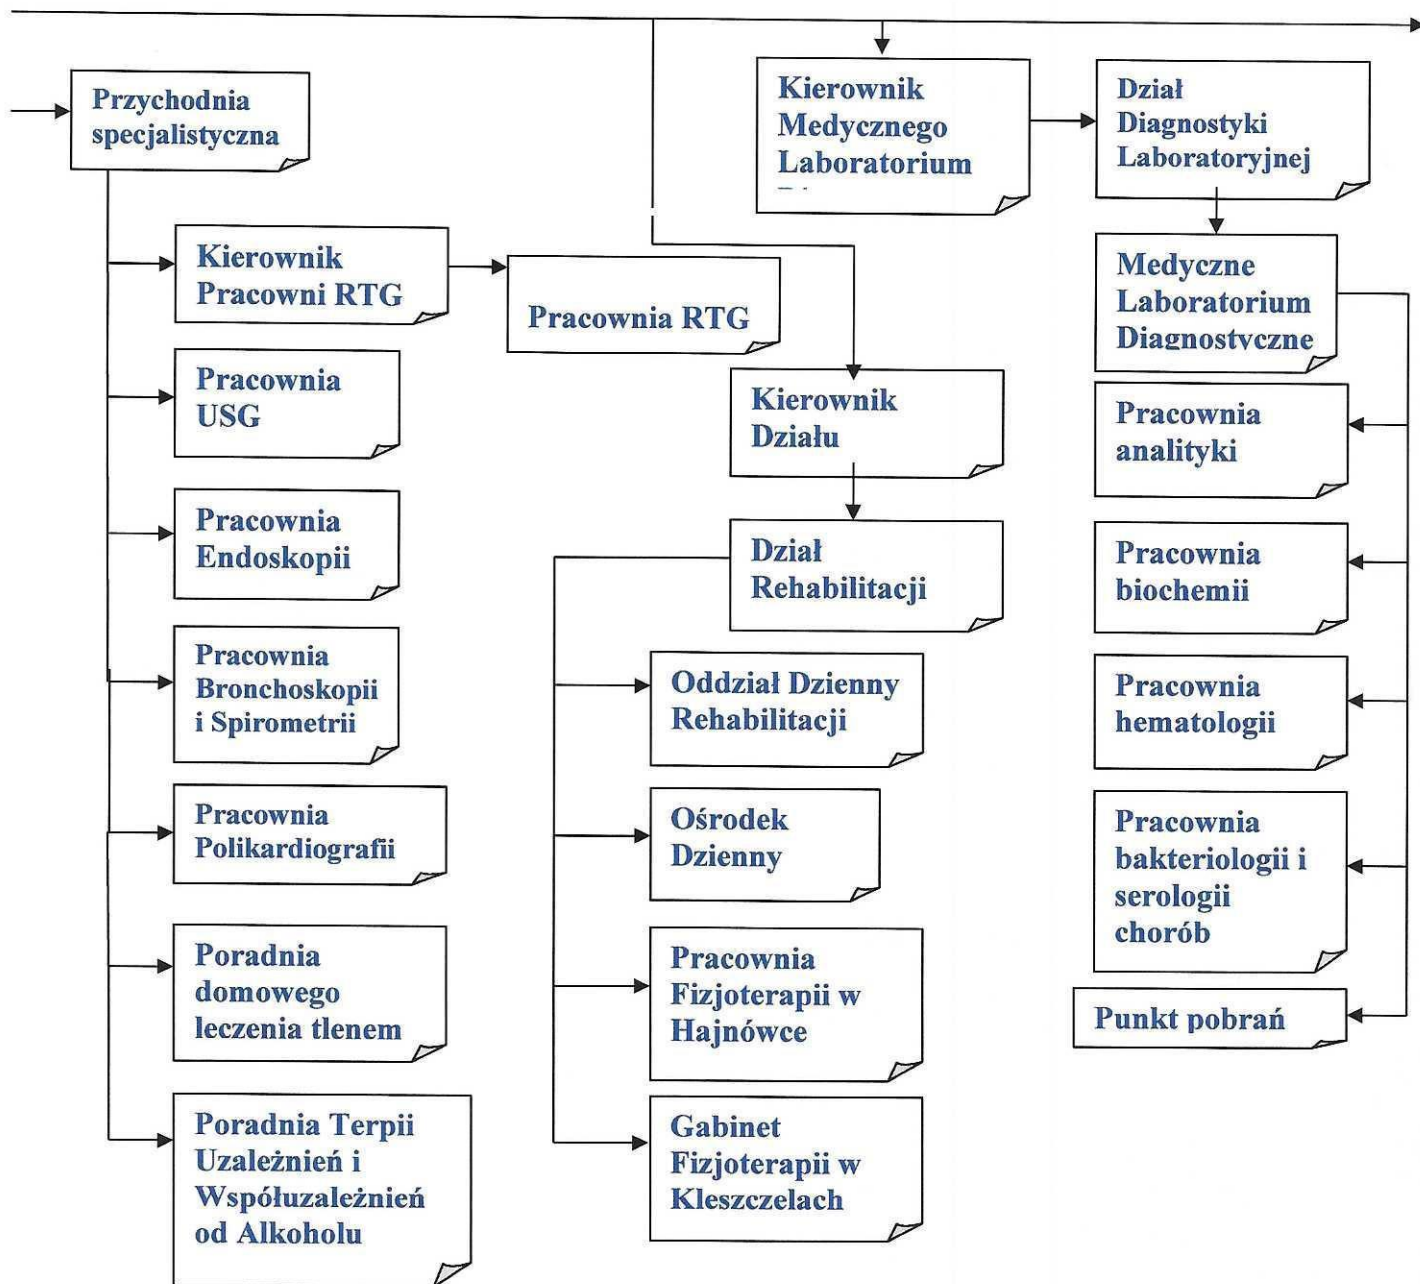 Przychodnia
specjalistyczna
Kierownik
Pracowni RTG
Pracownia RTG
Pracownia
USG
Pracownia
Endoskopii
Pracownia
Bronchoskopii
i Spirometrii
Pracownia
Polikardiografii
Poradnia
domowego
leczenia tlenem
Poradnia Terpii
Uzależnień i
Współuzależnień
od Alkoholu
Kierownik
Działu
Dział
Rehabilitacji
Oddział Dzienny
Rehabilitacji
Ośrodek
Dzienny
Pracownia
Fizjoterapii w
Hajnówce
Gabinet
Fizjoterapii w
Kleszczelach
Kierownik
Medycznego
Laboratorium
Dział
Diagnostyki
Laboratoryjnej
Medyczne
Laboratorium
Diagnostyczne
Pracownia
analityki
Pracownia
biochemii
Pracownia
hematologii
Pracownia
bakteriologii i
serologii
chorób
Punkt pobrań